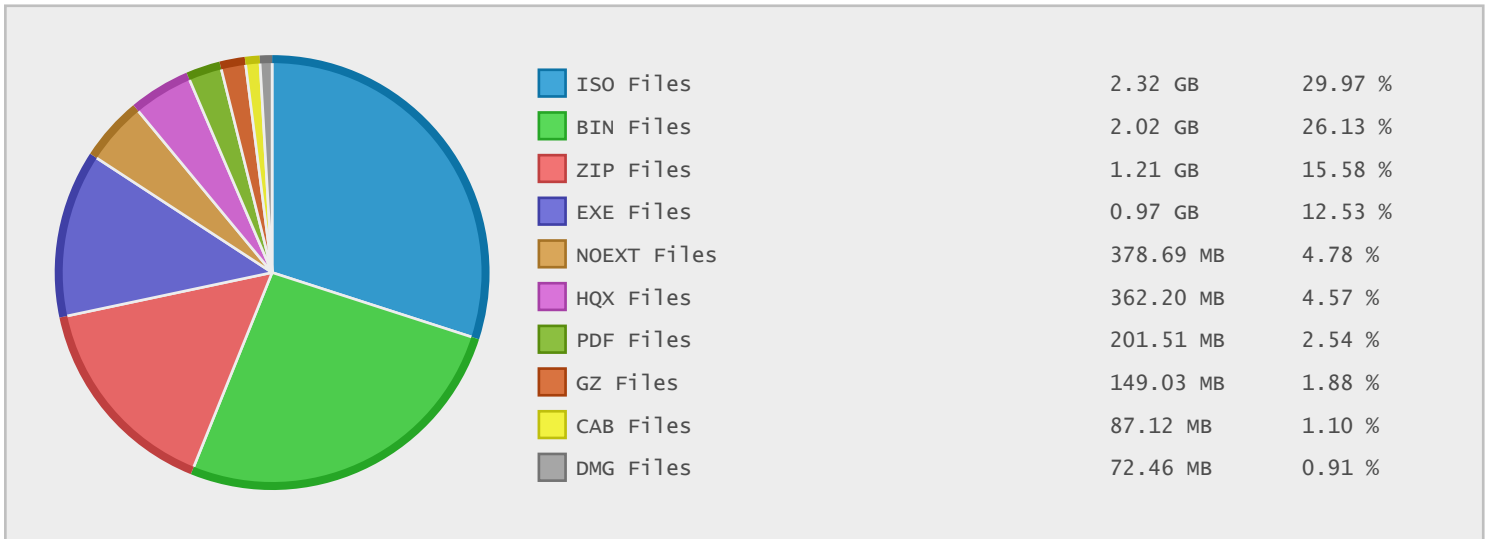 ISO Files 2.32 GB 29.97 %
BIN Files 2.02 GB 26.13 %
ZIP Files 1.21 GB 15.58 %
EXE Files 0.97 GB 12.53 %
NOEXT Files 378.69 MB 4.78 %
HQX Files 362.20 MB 4.57 %
PDF Files 201.51 MB 2.54 %
GZ Files 149.03 MB 1.88 %
CAB Files 87.12 MB 1.10 %
DMG Files 72.46 MB 0.91 %